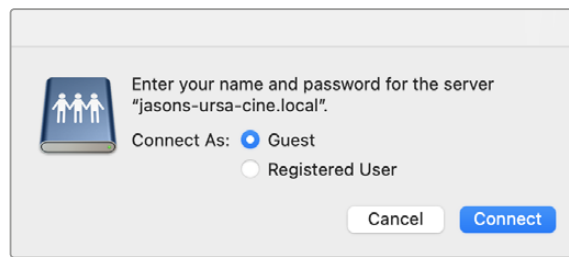 Enter your name and password for the server
“jasons-ursa-cine.local”.
Connect As: Guest
Registered User
Cancel Connect